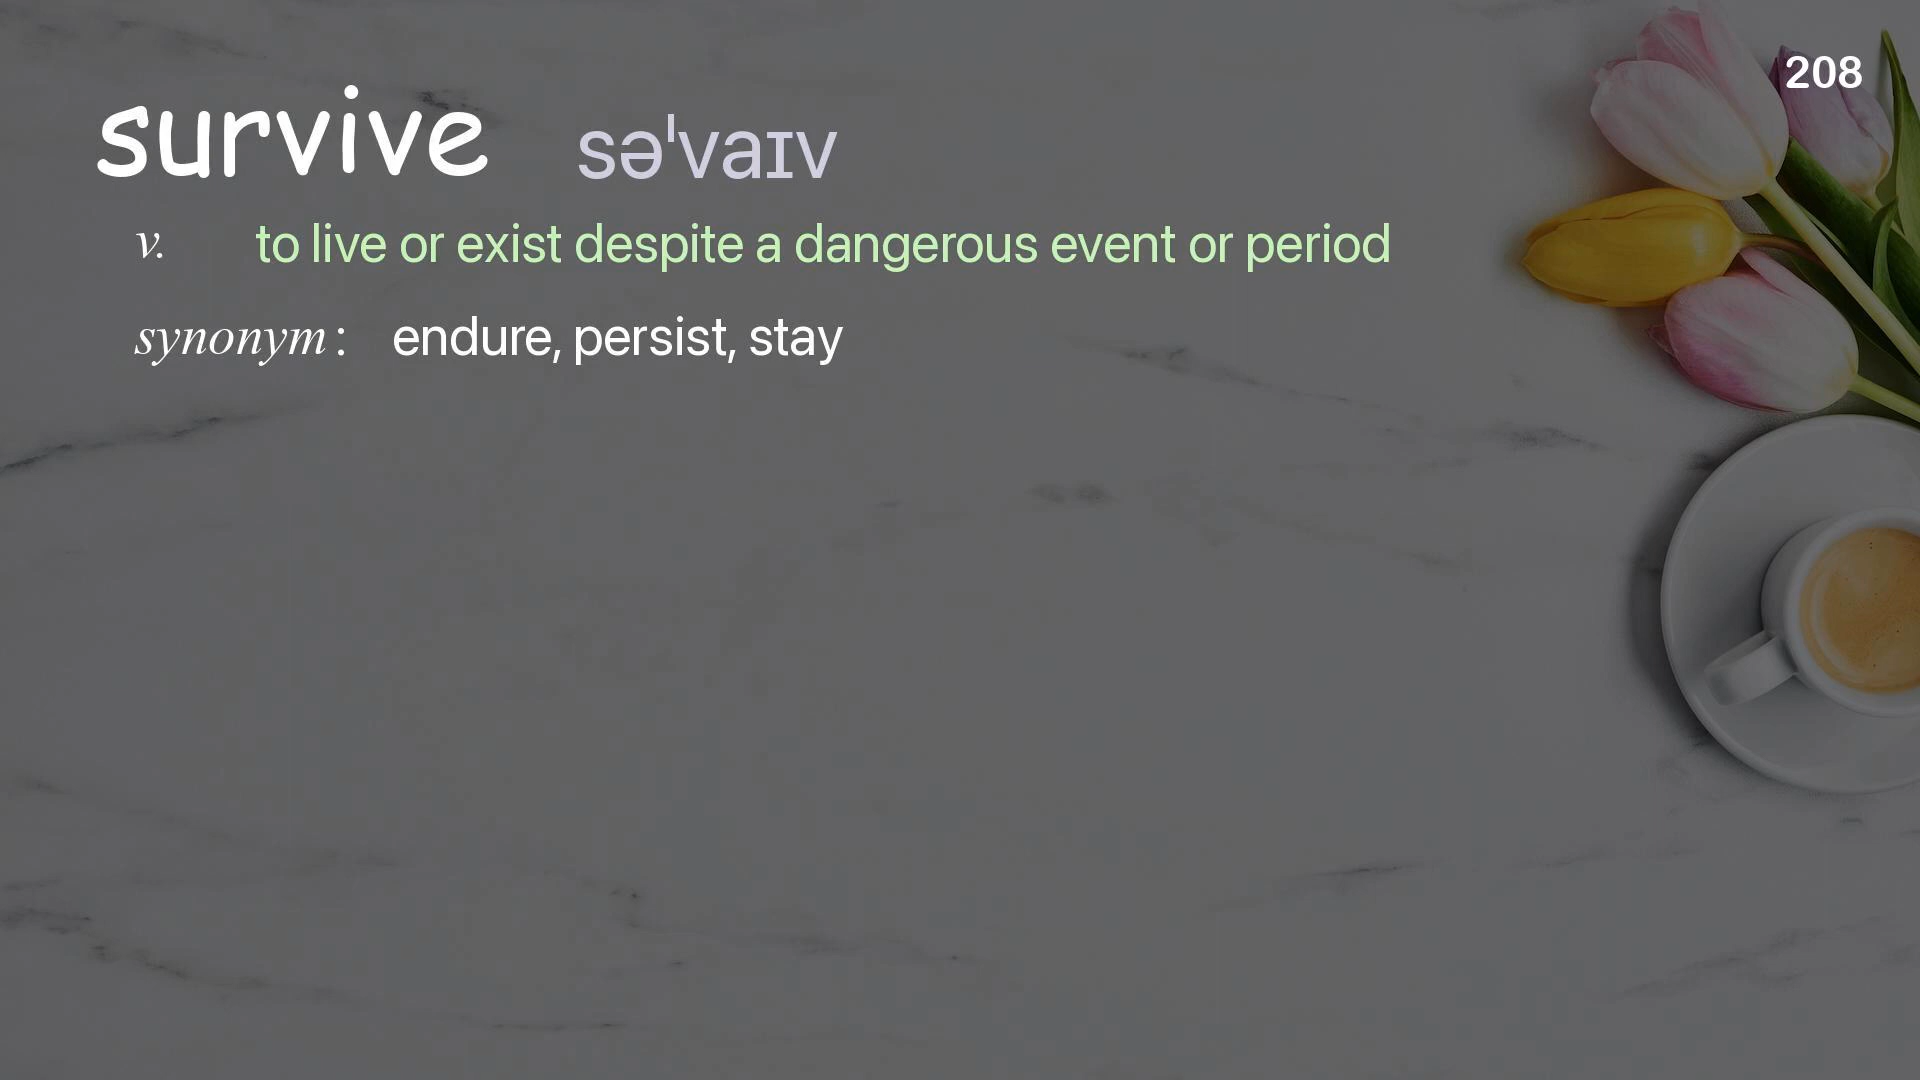 208
survive səˈvaɪv
v. to live or exist despite a dangerous event or period
synonym: endure, persist, stay